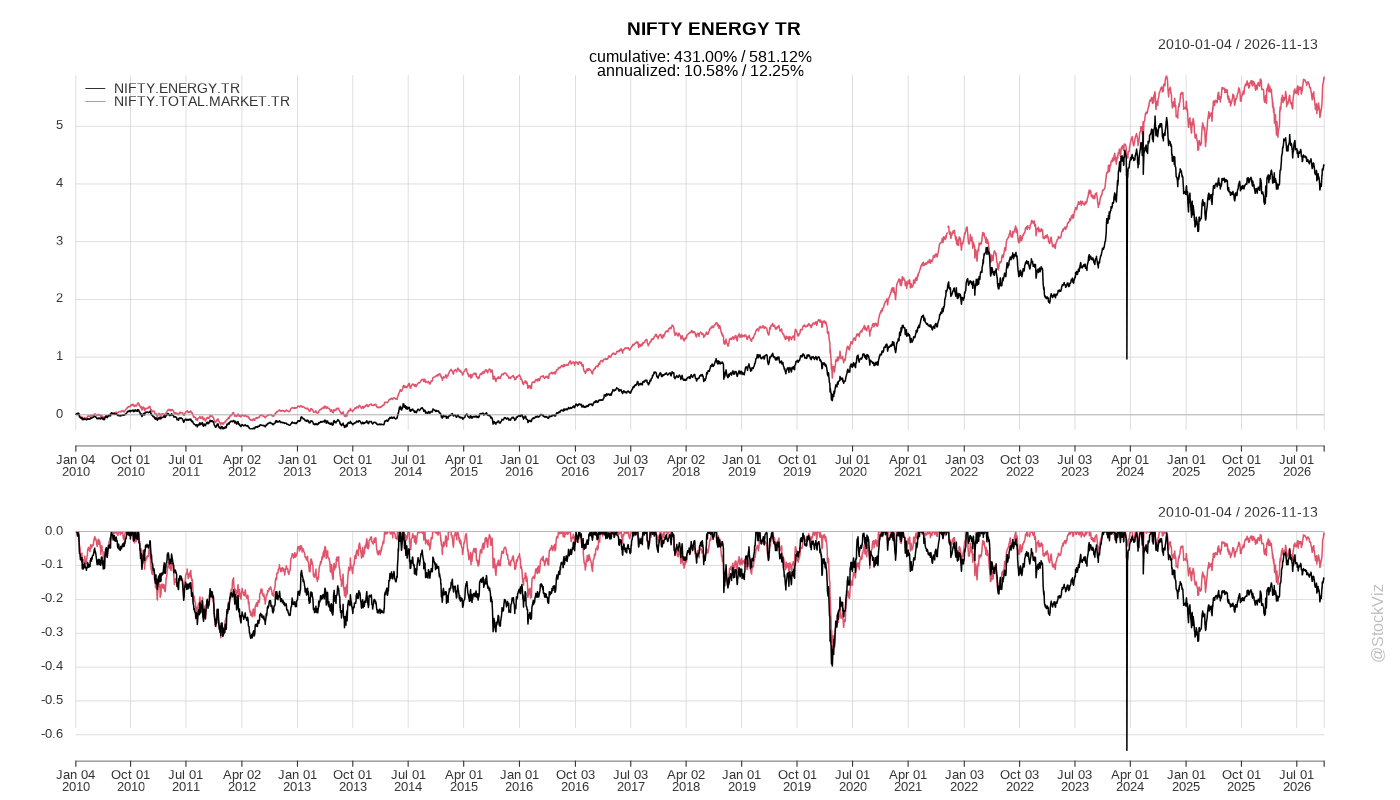 NIFTY ENERGY TR
cumulative: 431.00% / 581.12%
annualized: 10.58% / 12.25%
2010-01-04 / 2026-11-13
NIFTY.ENERGY.TR
NIFTY.TOTAL.MARKET.TR
5
4
3
2
1
0
Jan 04 Oct 01 Jul 01 Apr 02 Jan 01 Oct 01 Jul 01 Apr 01 Jan 01 Oct 03 Jul 03 Apr 02 Jan 01 Oct 01 Jul 01 Apr 01 Jan 03 Oct 03 Jul 03 Apr 01 Jan 01 Oct 01 Jul 01
2010 2010 2011 2012 2013 2013 2014 2015 2016 2016 2017 2018 2019 2019 2020 2021 2022 2022 2023 2024 2025 2025 2026
2010-01-04 / 2026-11-13
0.0
-0.1
-0.2
-0.3
-0.4
-0.5
-0.6
Jan 04 Oct 01 Jul 01 Apr 02 Jan 01 Oct 01 Jul 01 Apr 01 Jan 01 Oct 03 Jul 03 Apr 02 Jan 01 Oct 01 Jul 01 Apr 01 Jan 03 Oct 03 Jul 03 Apr 01 Jan 01 Oct 01 Jul 01
2010 2010 2011 2012 2013 2013 2014 2015 2016 2016 2017 2018 2019 2019 2020 2021 2022 2022 2023 2024 2025 2025 2026
@StockViz